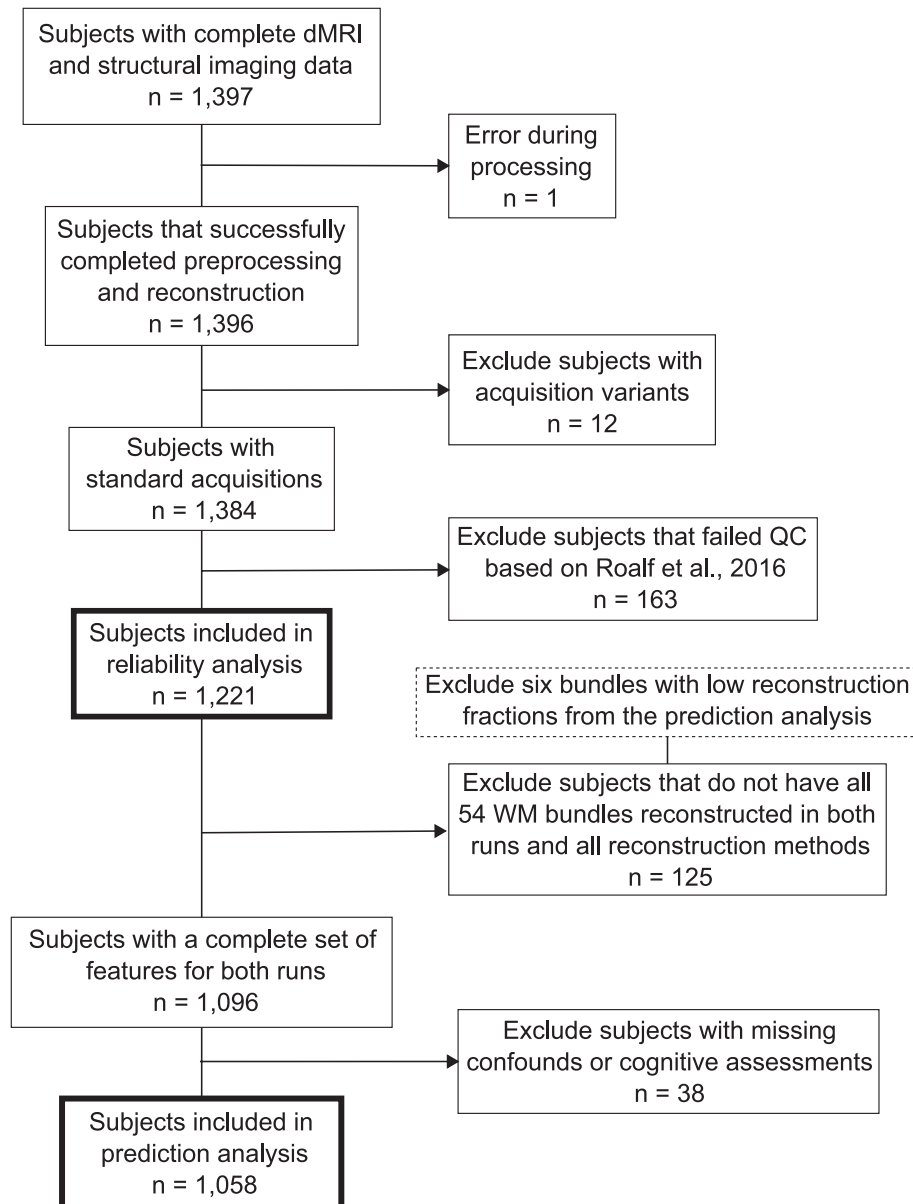 Subjects with complete dMRI
and structural imaging data
n = 1,397
Error during
processing
n = 1
Subjects that successfully
completed preprocessing
and reconstruction
n = 1,396
Exclude subjects with
acquisition variants
n = 12
Subjects with
standard acquisitions
n = 1,384
Exclude subjects that failed QC
based on Roalf et al., 2016
n = 163
Subjects included in
reliability analysis
n = 1,221
Exclude six bundles with low reconstruction
fractions from the prediction analysis
Exclude subjects that do not have all
54 WM bundles reconstructed in both
runs and all reconstruction methods
n = 125
Subjects with a complete set of
features for both runs
n = 1,096
Exclude subjects with missing
confounds or cognitive assessments
n = 38
Subjects included in
prediction analysis
n = 1,058